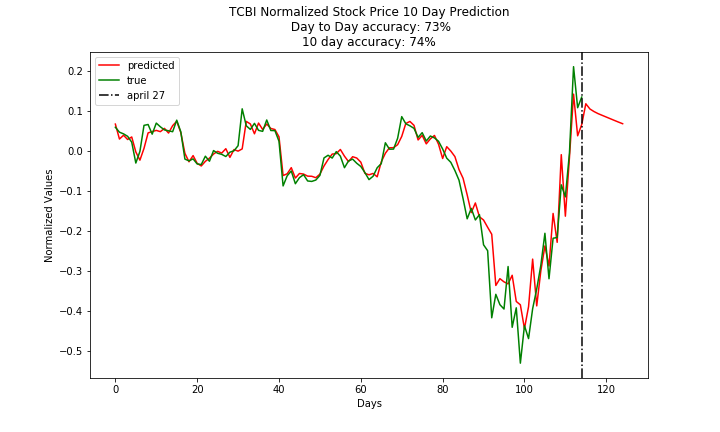 TCBI Normalized Stock Price 10 Day Prediction
Day to Day accuracy: 73%
10 day accuracy: 74%
predicted
true
april 27
0.2
0.1
0.0
−0.1
−0.2
−0.3
−0.4
−0.5
Normalized Values
0 20 40 60 80 100 120
Days